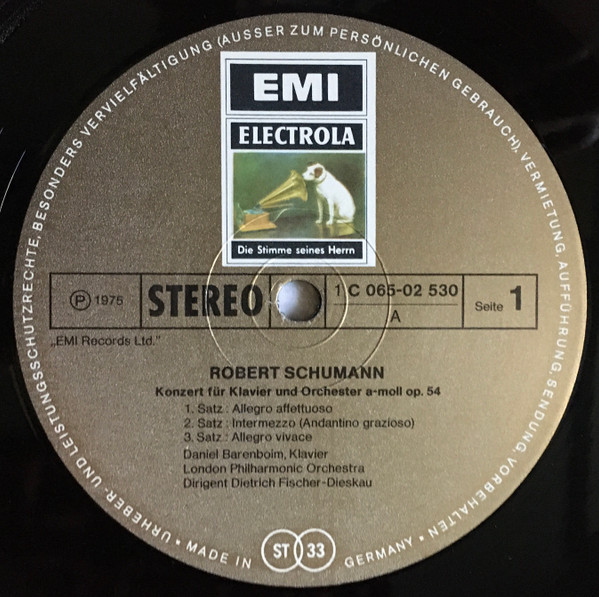 URHEBER- UND LEISTUNGSSCHUTZRECHTE, BESONDERS VERVIELFÄLTIGUNG (AUSSER ZUM PERSÖNLICHEN GEBRAUCH), VERMIETUNG, AUFFÜHRUNG, SENDUNG, VORBEHALTEN •
EMI
ELECTROLA
Die Stimme seines Herrn
Ⓟ 1975
STEREO
1 C 065-02 530
A
Seite 1
„EMI Records Ltd.”
ROBERT SCHUMANN
Konzert für Klavier und Orchester a-moll op. 54
1. Satz: Allegro affettuoso
2. Satz: Intermezzo (Andantino grazioso)
3. Satz: Allegro vivace
Daniel Barenboim, Klavier
London Philharmonic Orchestra
Dirigent Dietrich Fischer-Dieskau
• MADE IN ST 33 GERMANY •